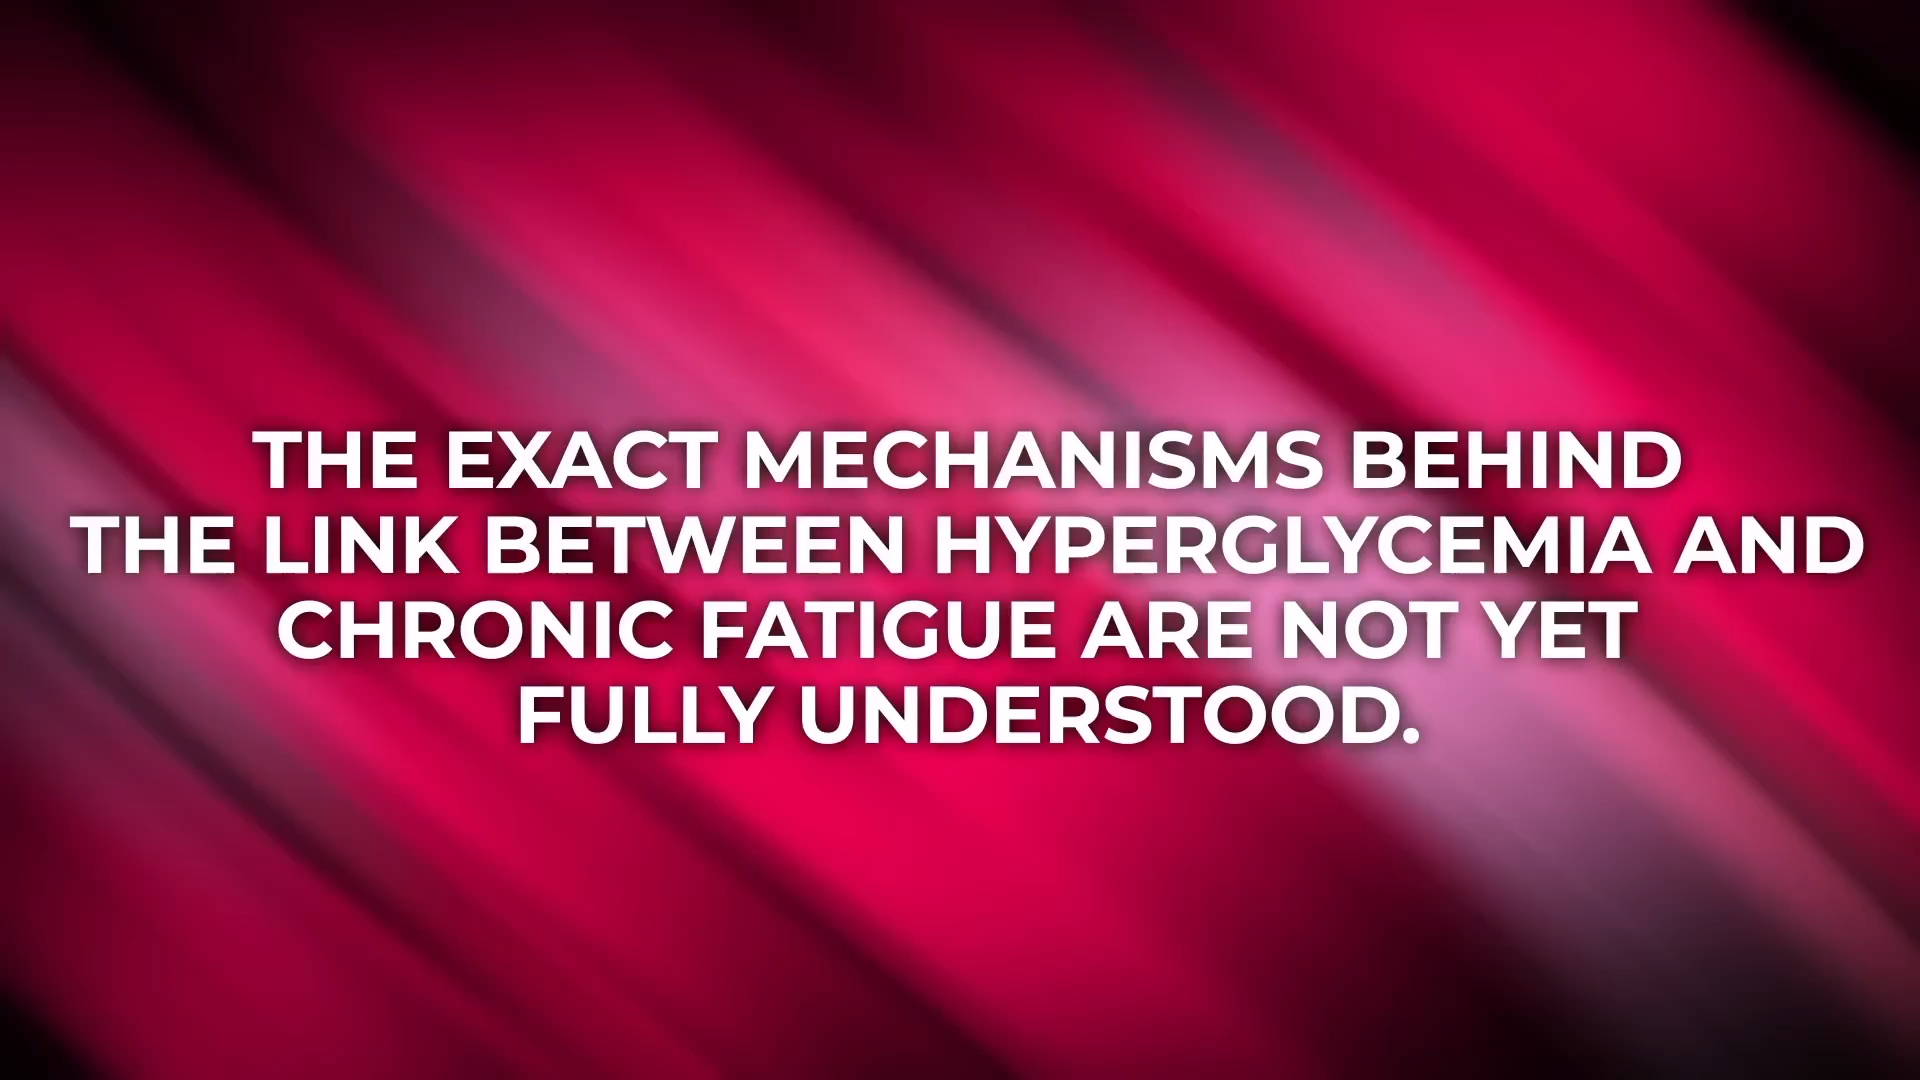 THE EXACT MECHANISMS BEHIND
THE LINK BETWEEN HYPERGLYCEMIA AND
CHRONIC FATIGUE ARE NOT YET
FULLY UNDERSTOOD.